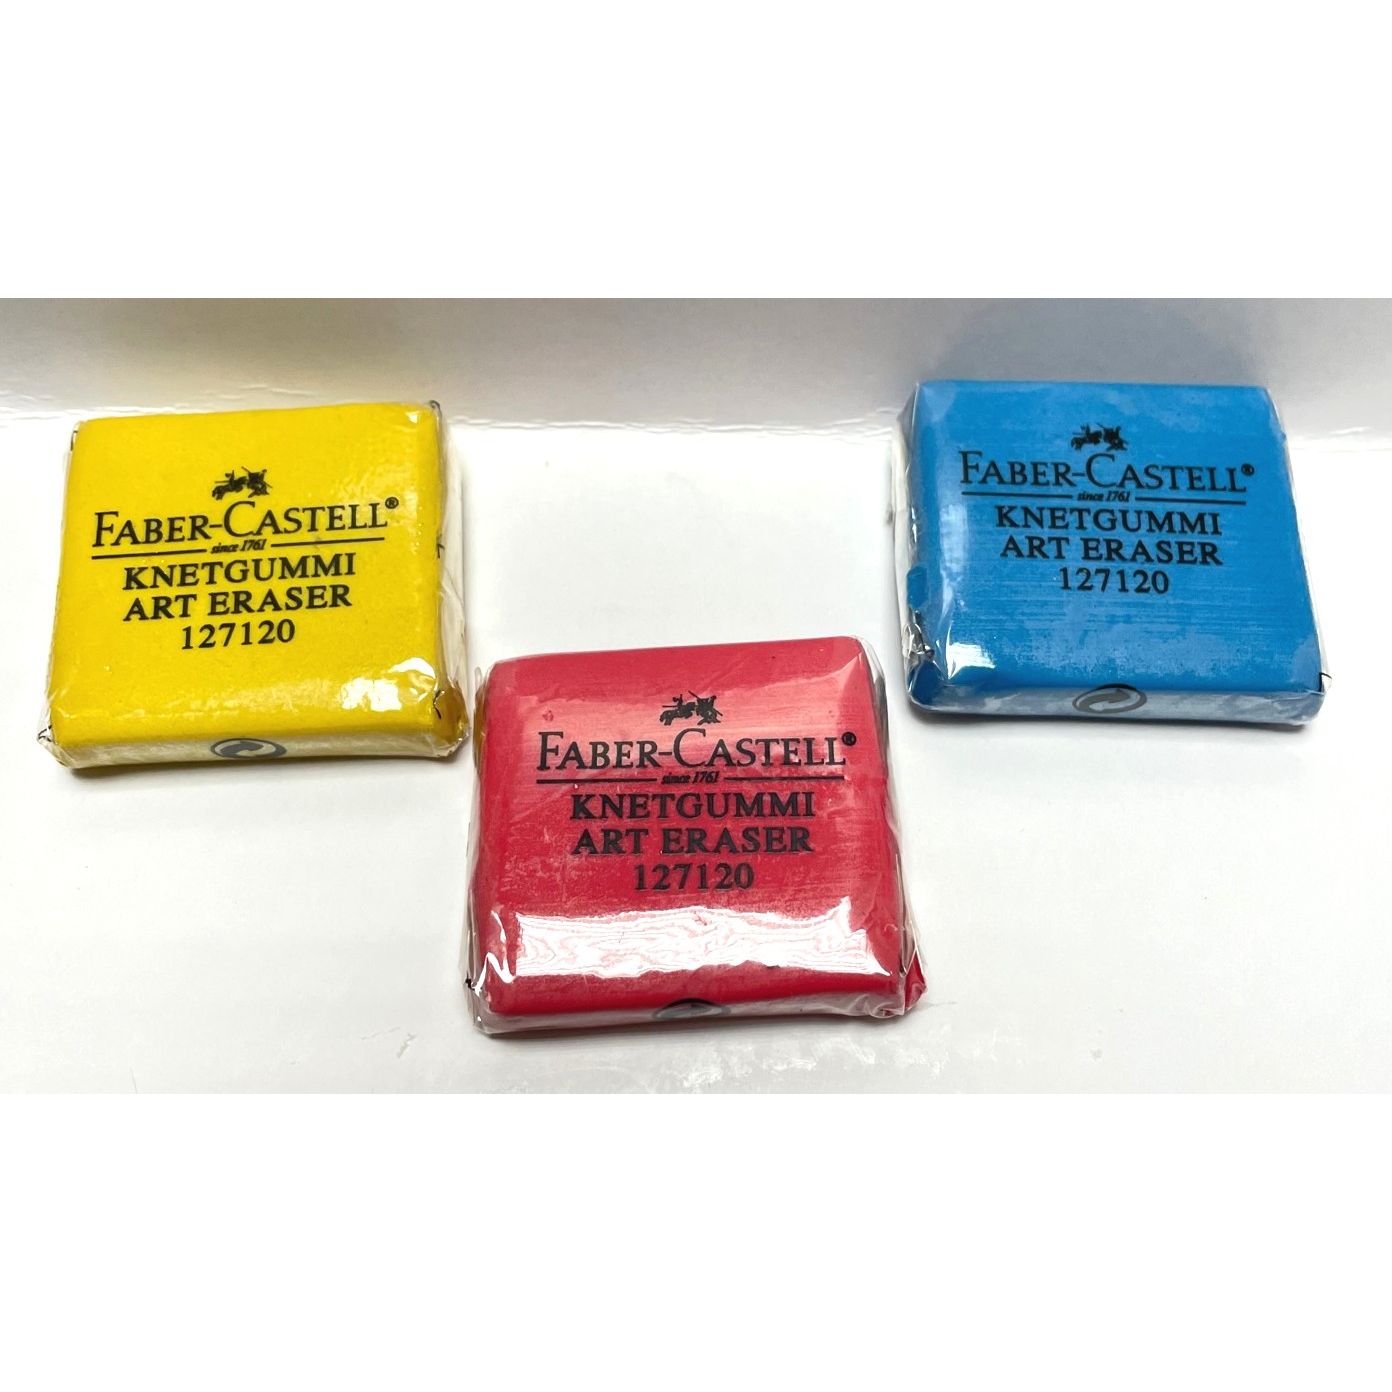 FABER-CASTELL®
since 1761
KNETGUMMI
ART ERASER
127120
FABER-CASTELL®
since 1761
KNETGUMMI
ART ERASER
127120
FABER-CASTELL®
since 1761
KNETGUMMI
ART ERASER
127120